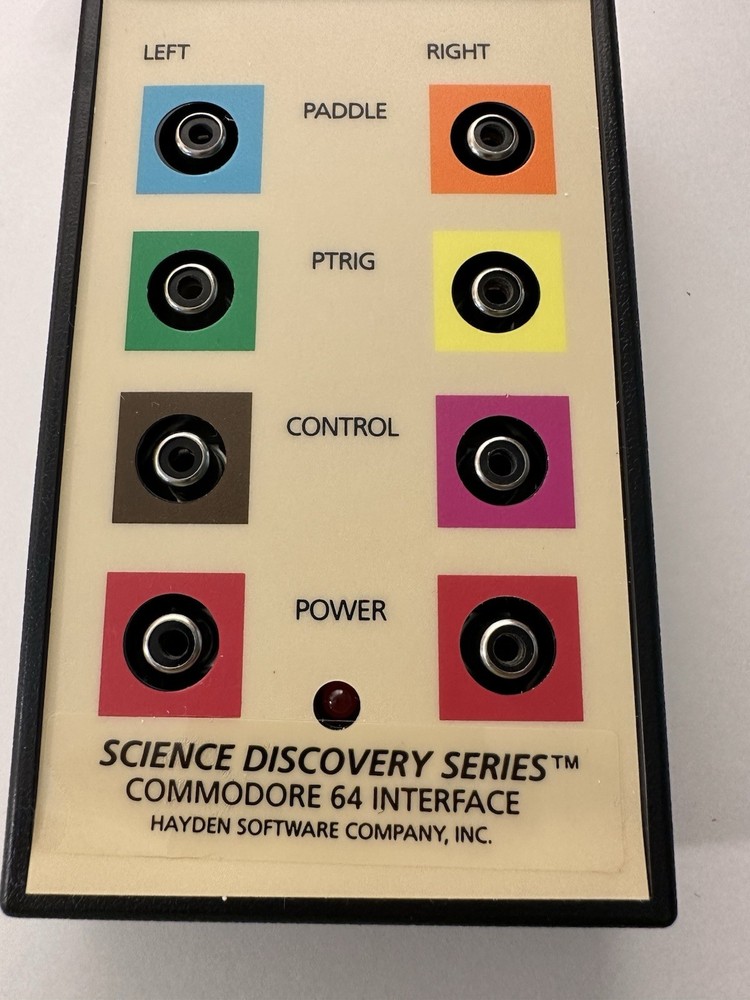 LEFT RIGHT
PADDLE
PTRIG
CONTROL
POWER
SCIENCE DISCOVERY SERIES™
COMMODORE 64 INTERFACE
HAYDEN SOFTWARE COMPANY, INC.